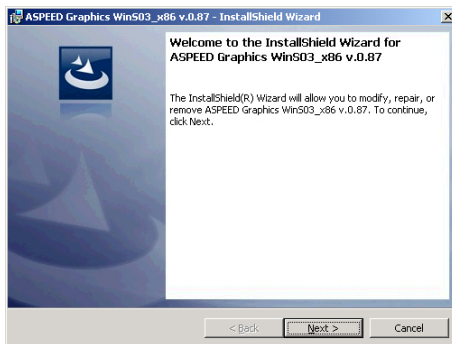 ASPEED Graphics WinS03_x86 v.0.87 - InstallShield Wizard
Welcome to the InstallShield Wizard for
ASPEED Graphics WinS03_x86 v.0.87
The InstallShield(R) Wizard will allow you to modify, repair, or
remove ASPEED Graphics WinS03_x86 v.0.87. To continue,
click Next.
< Back
Next >
Cancel